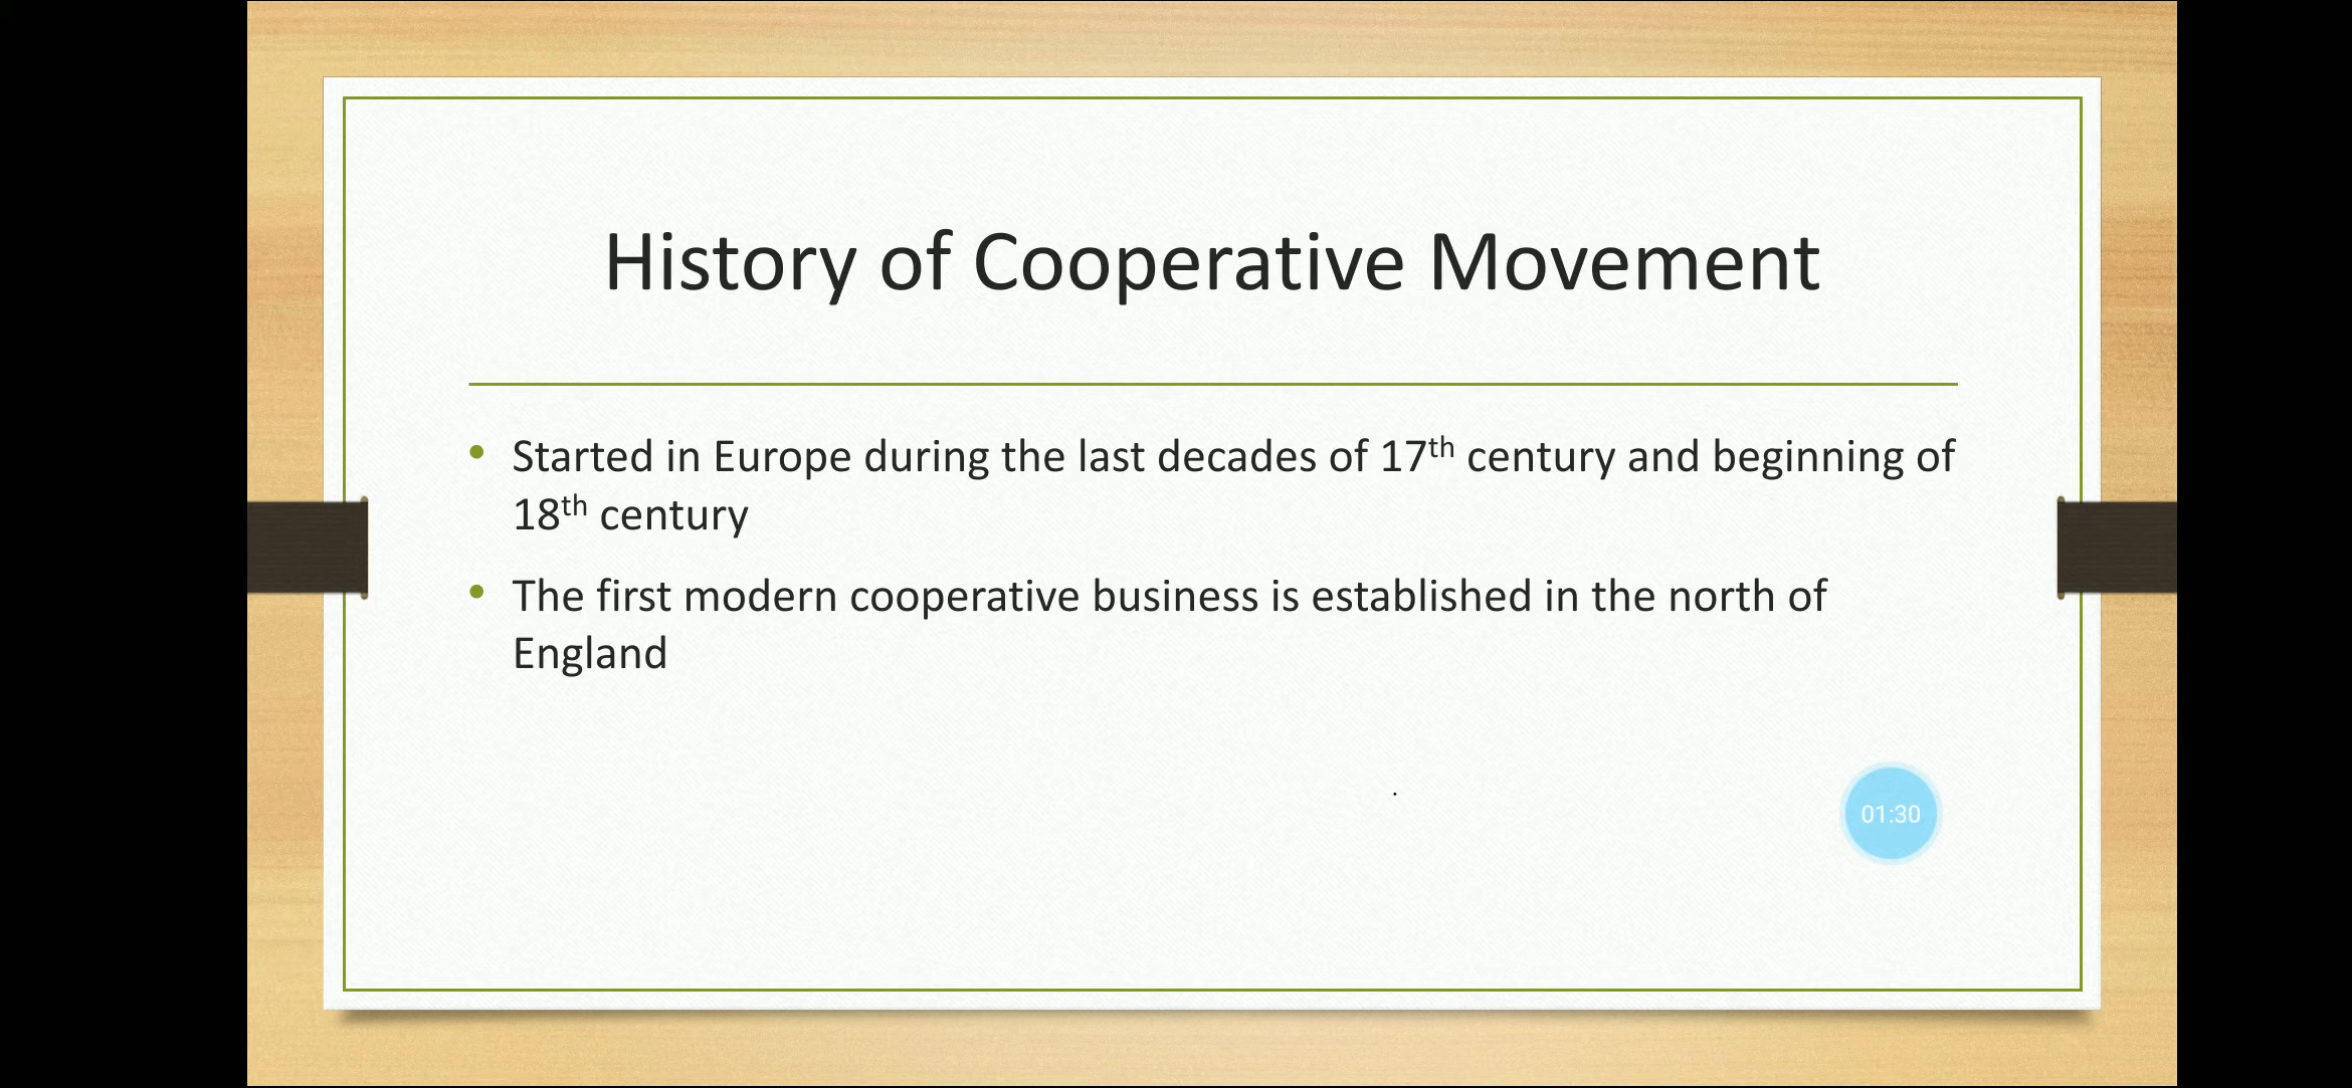 History of Cooperative Movement
• Started in Europe during the last decades of 17th century and beginning of
18th century
• The first modern cooperative business is established in the north of
England
01:30